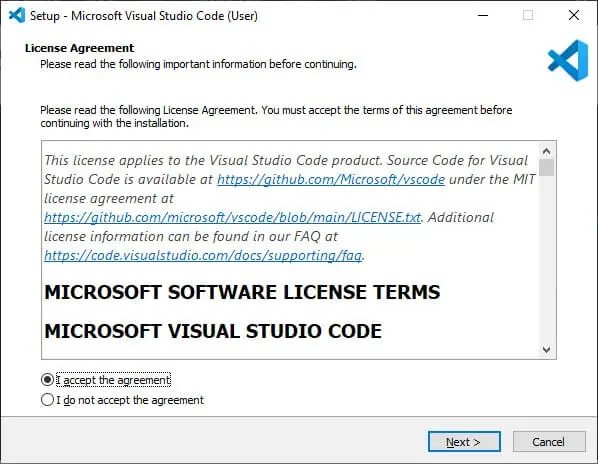 Setup - Microsoft Visual Studio Code (User)
License Agreement
Please read the following important information before continuing.
Please read the following License Agreement. You must accept the terms of this agreement before
continuing with the installation.
This license applies to the Visual Studio Code product. Source Code for Visual
Studio Code is available at https://github.com/Microsoft/vscode under the MIT
license agreement at
https://github.com/microsoft/vscode/blob/main/LICENSE.txt. Additional
license information can be found in our FAQ at
https://code.visualstudio.com/docs/supporting/faq.
MICROSOFT SOFTWARE LICENSE TERMS
MICROSOFT VISUAL STUDIO CODE
I accept the agreement
I do not accept the agreement
Next >
Cancel